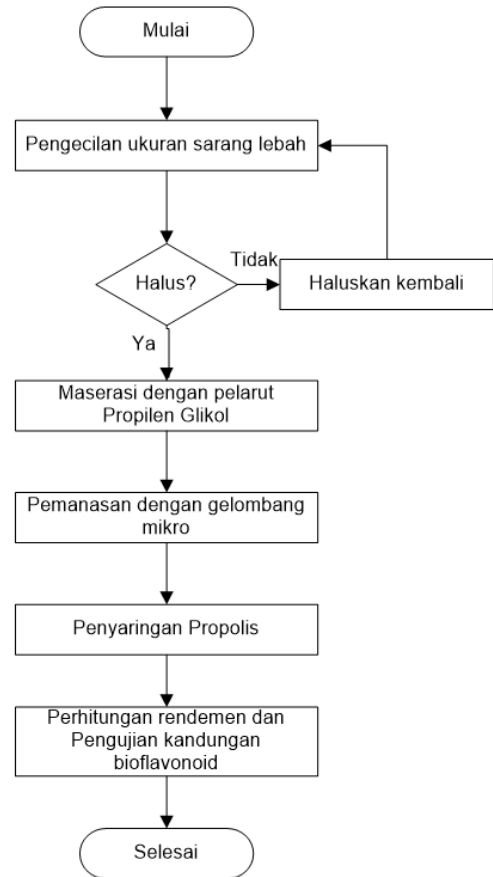 Mulai
Pengecilan ukuran sarang lebah
Halus?
Tidak
Haluskan kembali
Ya
Maserasi dengan pelarut
Propilen Glikol
Pemanasan dengan gelombang
mikro
Penyaringan Propolis
Perhitungan rendemen dan
Pengujian kandungan
bioflavonoid
Selesai